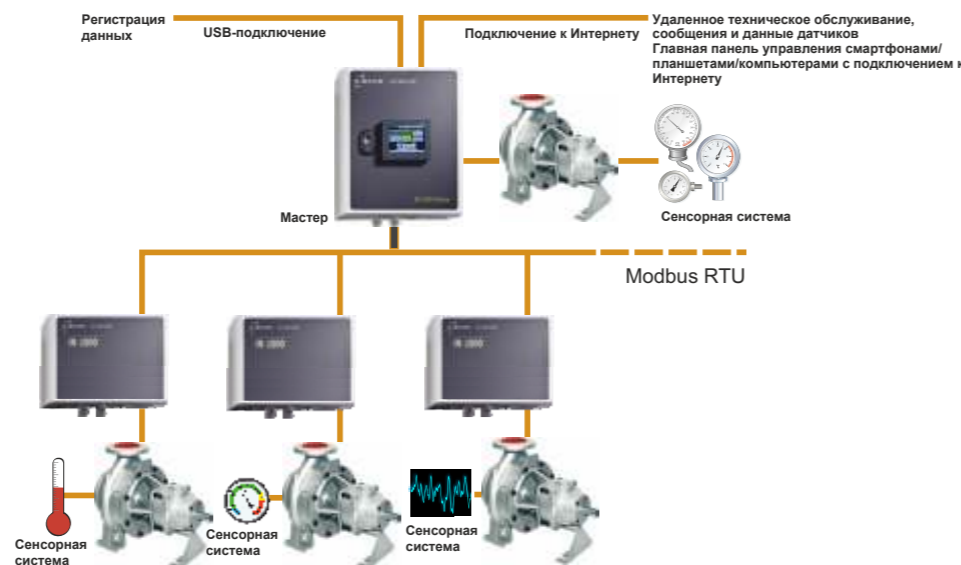 Регистрация
данных
USB-подключение
Подключение к Интернету
Удаленное техническое обслуживание,
сообщения и данные датчиков
Главная панель управления смартфонами/
планшетами/компьютерами с подключением к
Интернету
Мастер
Сенсорная система
Modbus RTU
Сенсорная
система
Сенсорная
система
Сенсорная
система